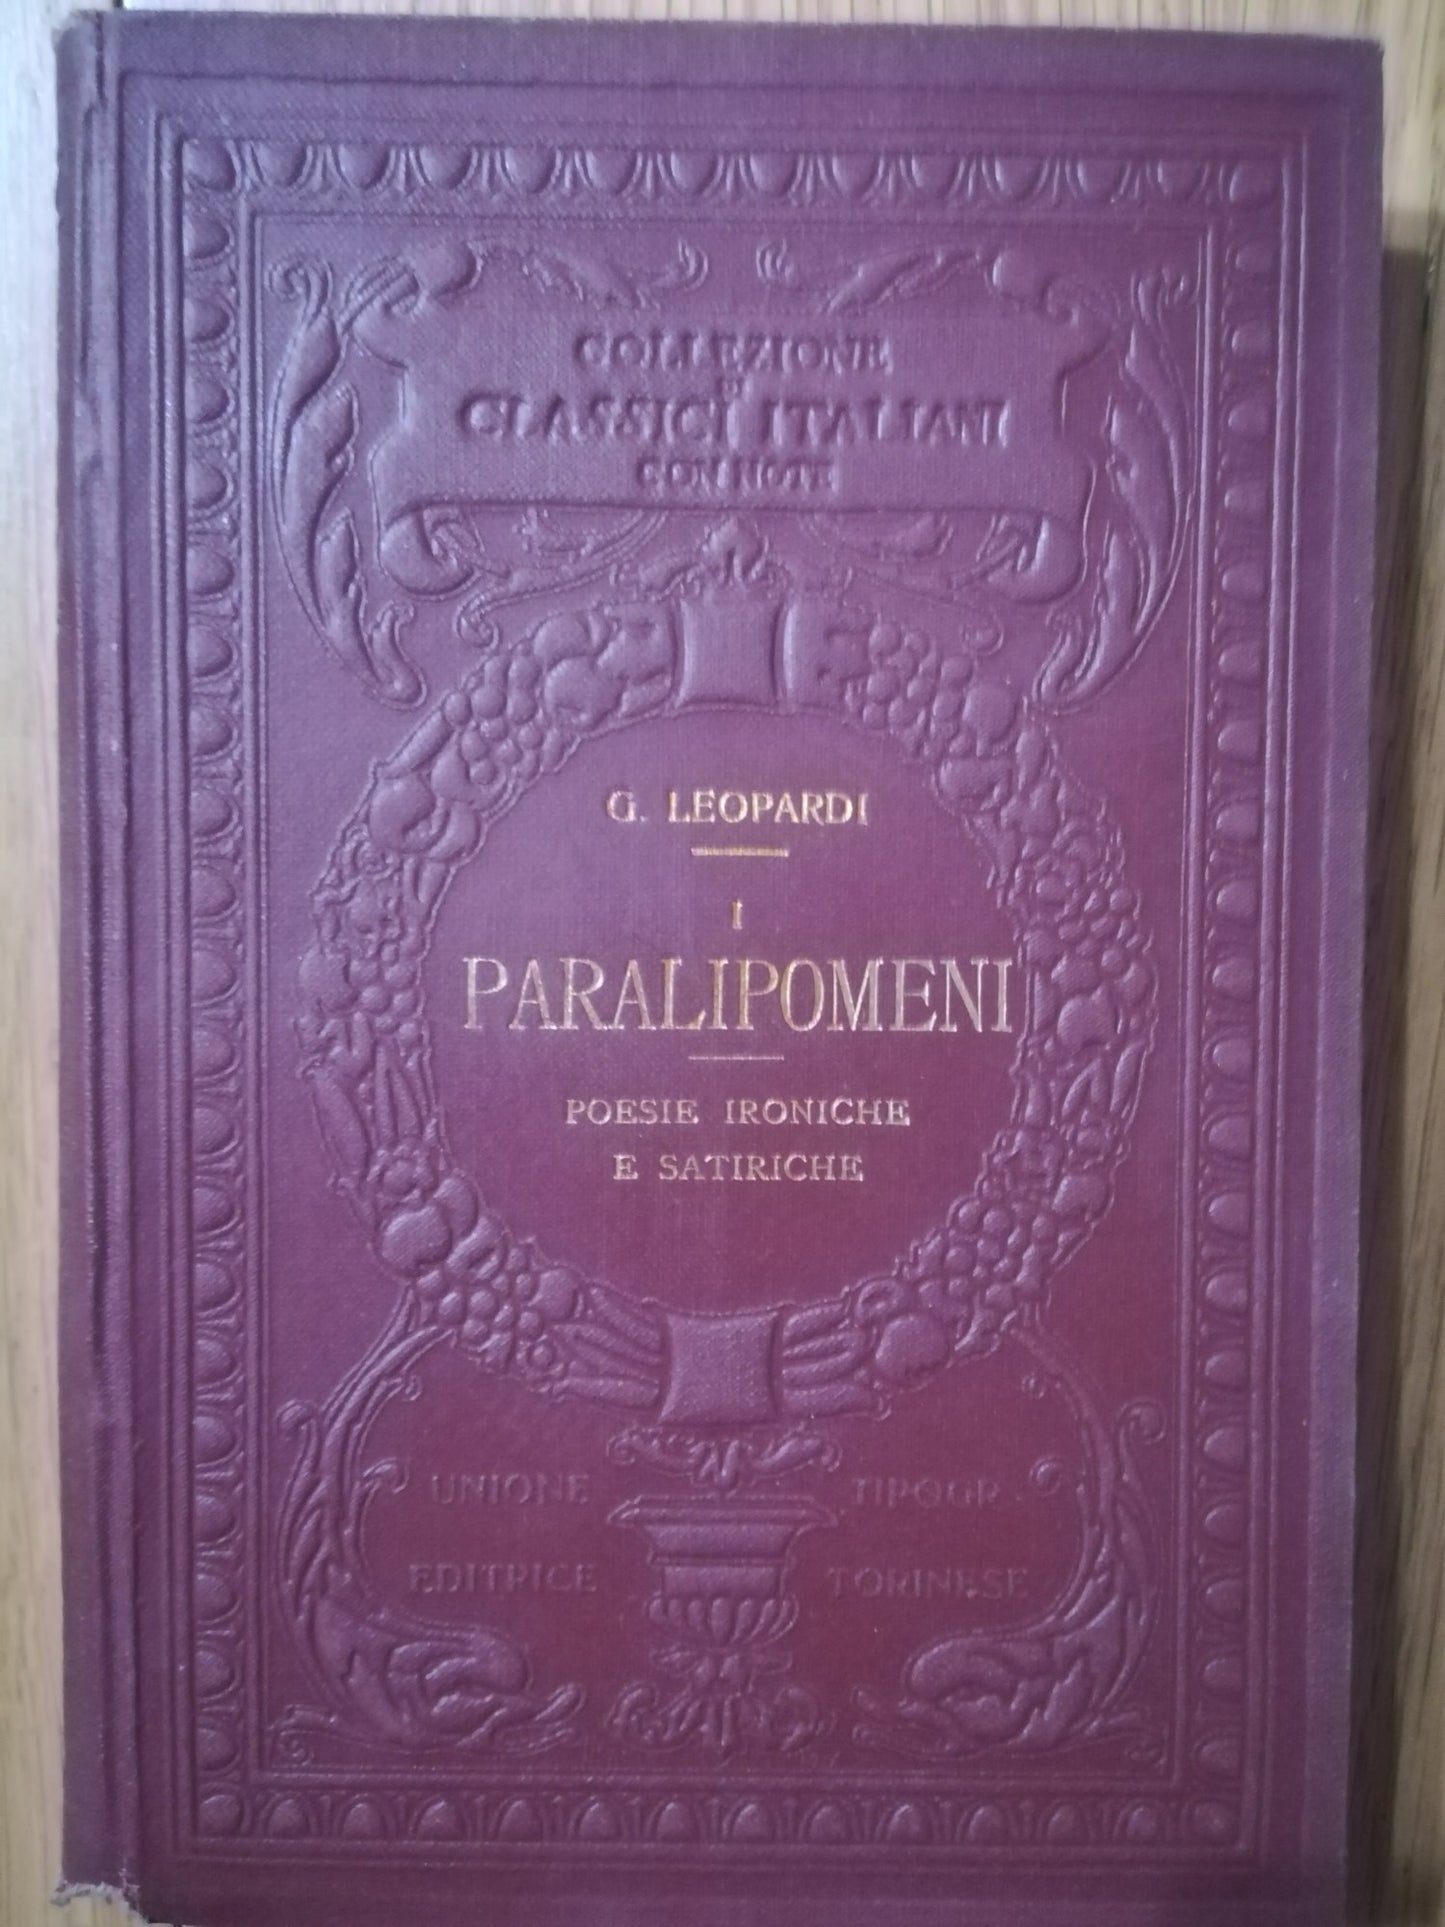 COLLEZIONE
DI
CLASSICI ITALIANI
CON NOTE
G. LEOPARDI
I
PARALIPOMENI
POESIE IRONICHE
E SATIRICHE
UNIONE TIPOGR
EDITRICE TORINESE